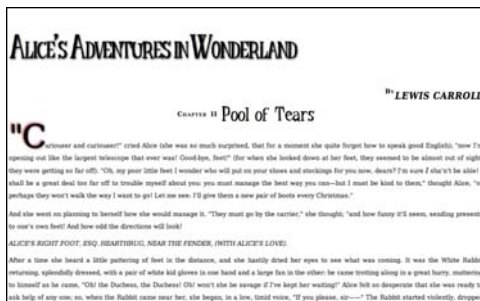 ALICE'S ADVENTURES IN WONDERLAND
BY LEWIS CARROLL
CHAPTER II Pool of Tears
"Curiouser and curiouser!" cried Alice (she was so much surprised, that for a moment she quite forgot how to speak good English); "now I'm
opening out like the largest telescope that ever was! Good-bye, feet!" (for when she looked down at her feet, they seemed to be almost out of sight
they were getting so far off). "Oh, my poor little feet I wonder who will put on your shoes and stockings for you now, dears? I'm sure I sha'n't be able!
shall be a great deal too far off to trouble myself about you: you must manage the best way you can—but I must be kind to them," thought Alice, "o
perhaps they won't walk the way I want to go! Let me see: I'll give them a new pair of boots every Christmas."
And she went on planning to herself how she would manage it. "They must go by the carrier," she thought; "and how funny it'll seem, sending present
to one's own feet! And how odd the directions will look!
ALICE'S RIGHT FOOT, ESQ. HEARTHRUG, NEAR THE FENDER, (WITH ALICE'S LOVE).
After a time she heard a little pattering of feet in the distance, and she hastily dried her eyes to see what was coming. It was the White Rabbi
returning, splendidly dressed, with a pair of white kid gloves in one hand and a large fan in the other: he came trotting along in a great hurry, muttering
to himself as he came, "Oh! the Duchess, the Duchess! Oh! won't she be savage if I've kept her waiting!" Alice felt so desperate that she was ready t
ask help of any one; so, when the Rabbit came near her, she began, in a low, timid voice, "If you please, sir——" The Rabbit started violently, droppe